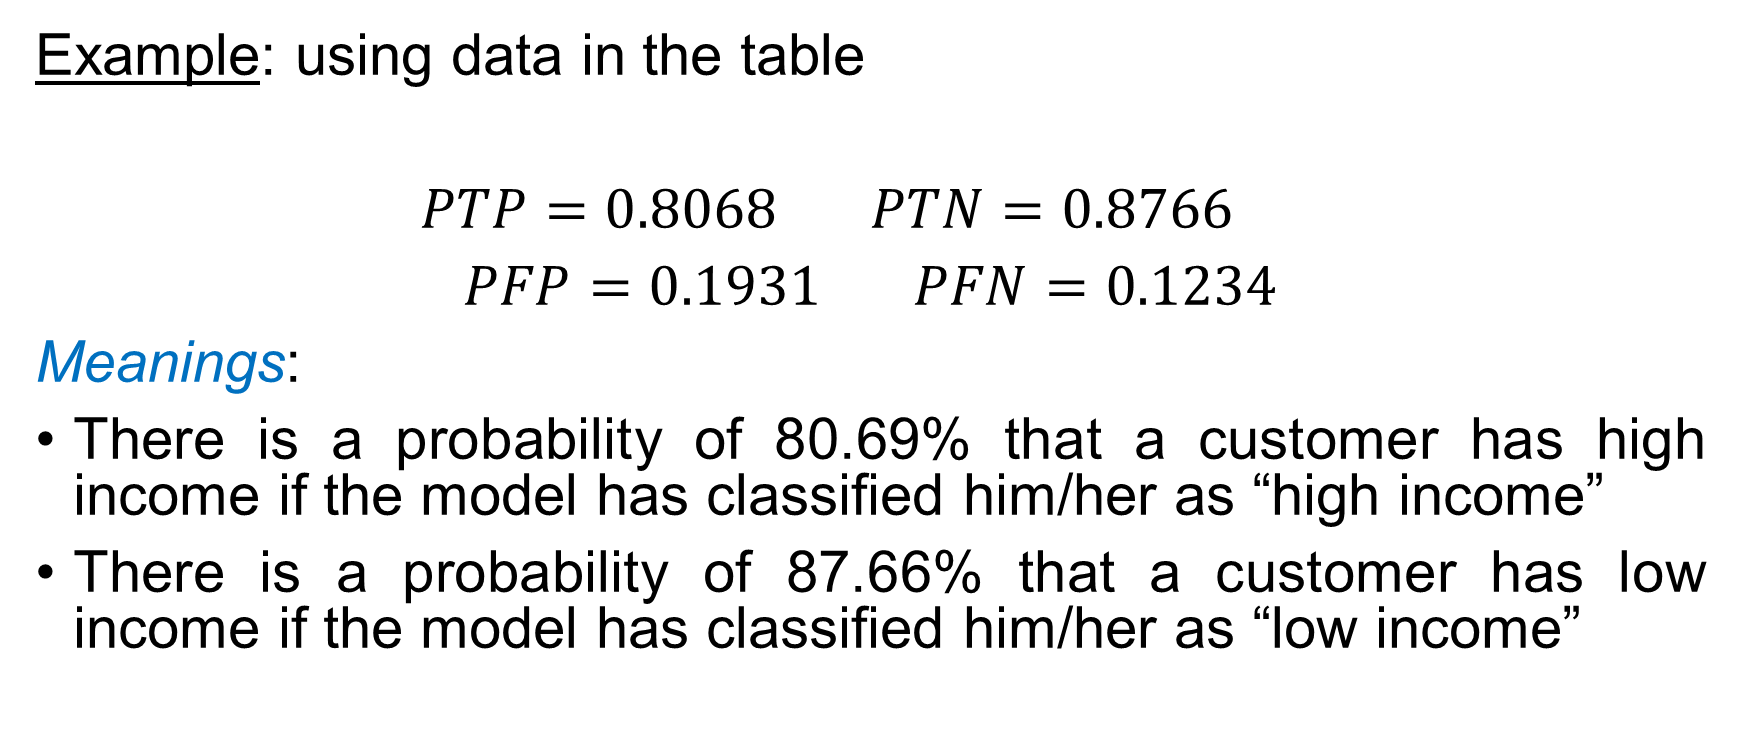 Example: using data in the table
PTP = 0.8068 PTN = 0.8766
PFP = 0.1931 PFN = 0.1234
Meanings:
• There is a probability of 80.69% that a customer has high
income if the model has classified him/her as “high income”
• There is a probability of 87.66% that a customer has low
income if the model has classified him/her as “low income”